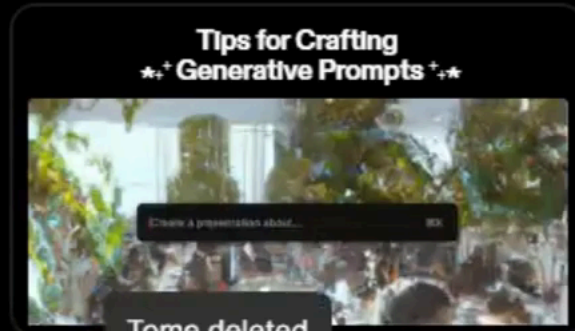 Tips for Crafting
⋆₊⁺ Generative Prompts ⁺₊⋆
Create a presentation about...
Tome deleted